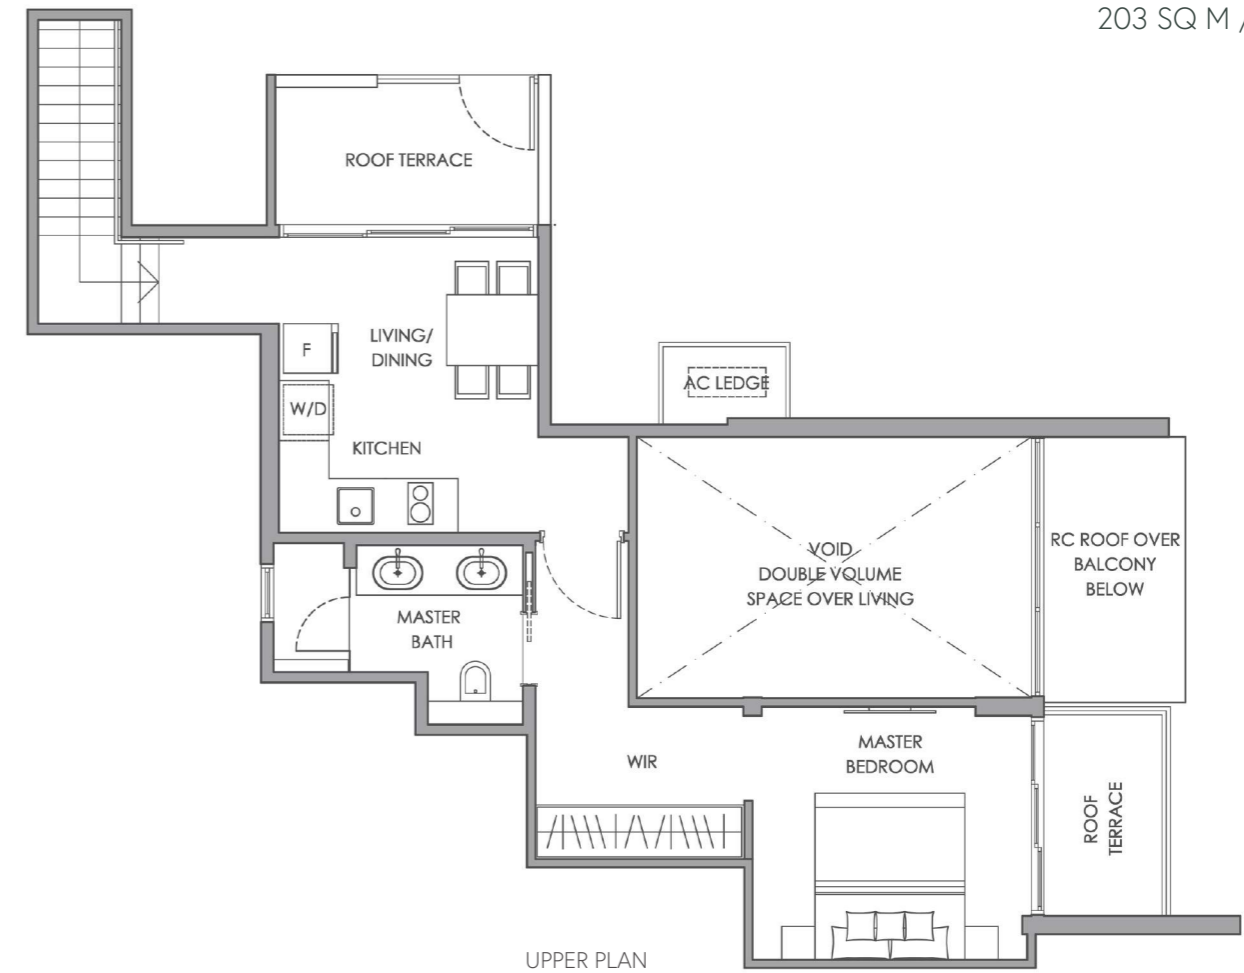 203 SQ M /
ROOF TERRACE
LIVING/
DINING
F
W/D
KITCHEN
AC LEDGE
VOID
DOUBLE VOLUME
SPACE OVER LIVING
RC ROOF OVER
BALCONY
BELOW
MASTER
BATH
WIR
MASTER
BEDROOM
ROOF
TERRACE
UPPER PLAN